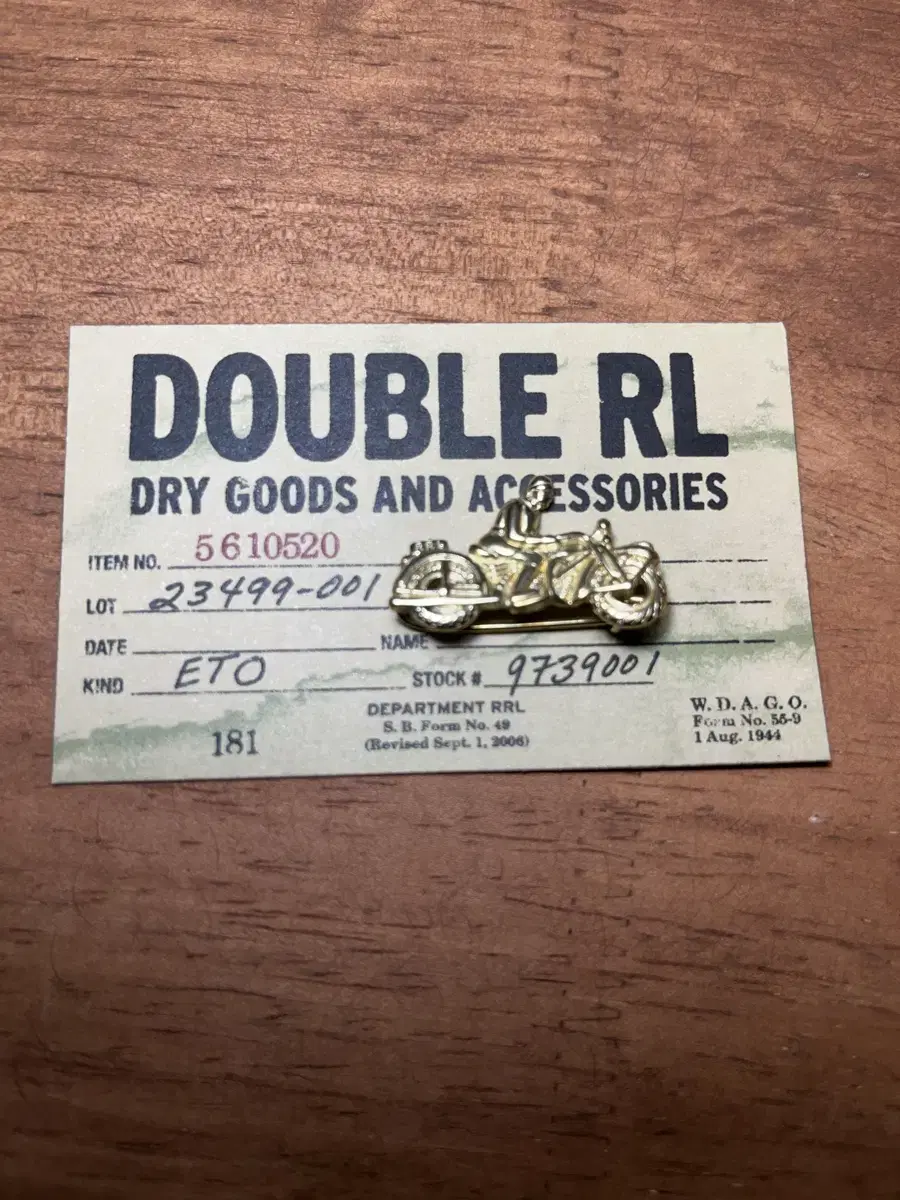 DOUBLE RL
DRY GOODS AND ACCESSORIES
ITEM NO. 5610520
LOT 23499-001
DATE NAME
KIND ETO STOCK # 9739001
DEPARTMENT RRL
S. B. Form No. 49
(Revised Sept. 1, 2006)
181
W. D. A. G. O.
Form No. 55-9
1 Aug. 1944